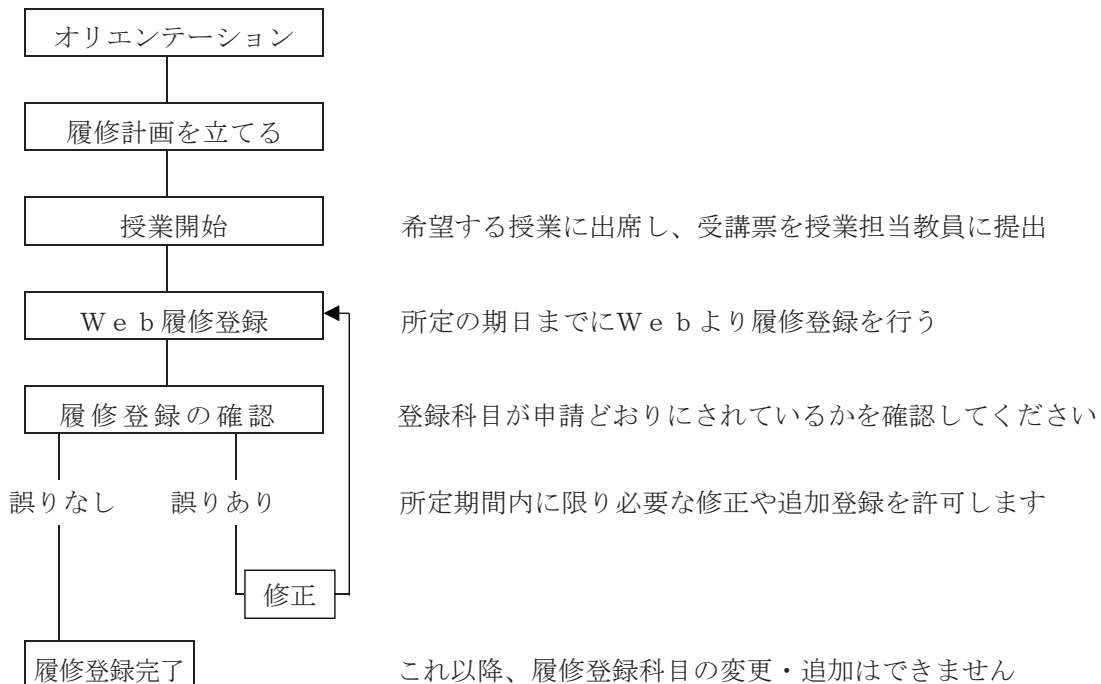 オリエンテーション
履修計画を立てる
授業開始 希望する授業に出席し、受講票を授業担当教員に提出
Ｗｅｂ履修登録 所定の期日までにＷｅｂより履修登録を行う
履修登録の確認 登録科目が申請どおりにされているかを確認してください
誤りなし 誤りあり 所定期間内に限り必要な修正や追加登録を許可します
修正
履修登録完了 これ以降、履修登録科目の変更・追加はできません